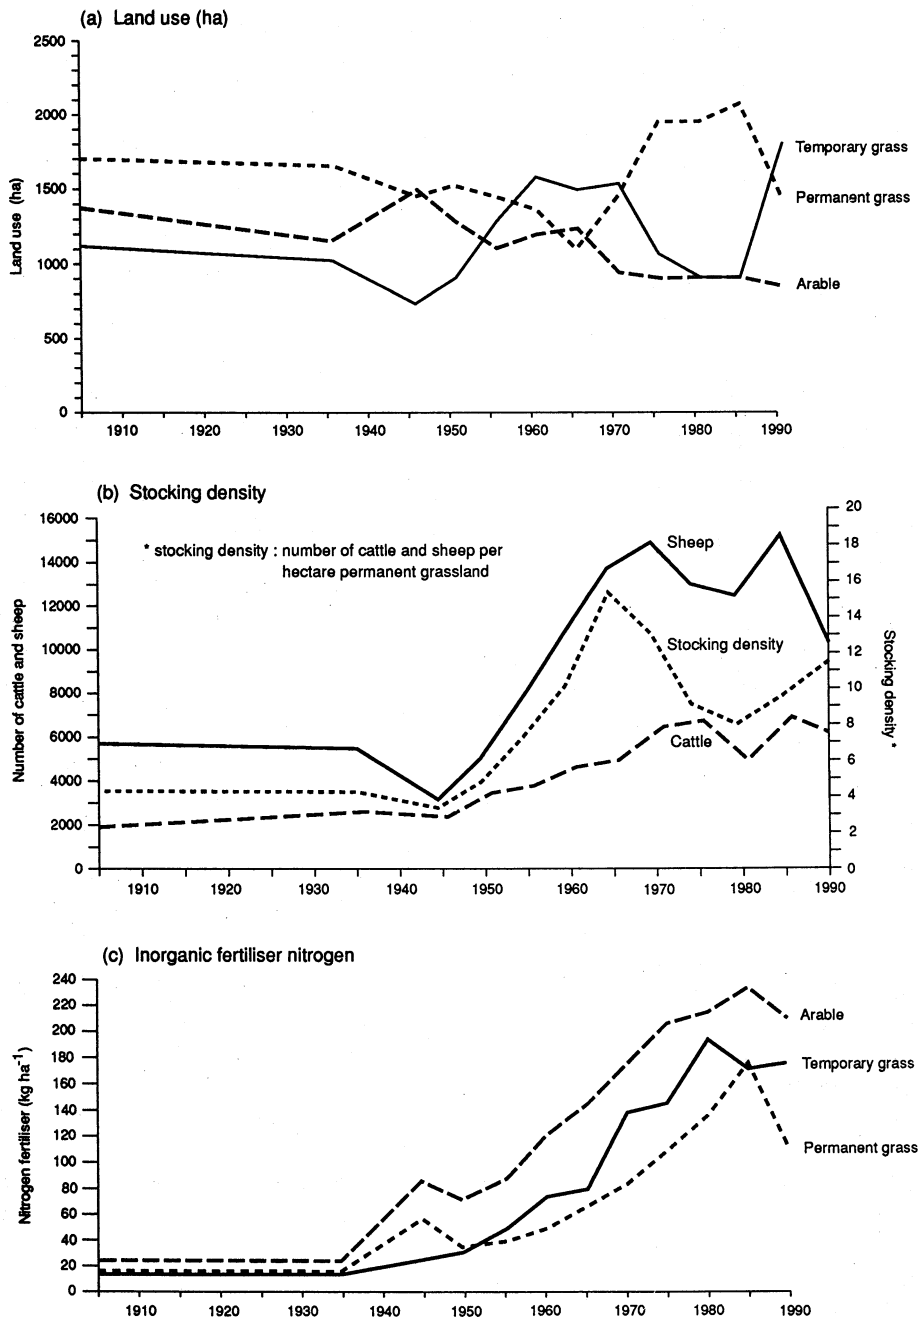 (a) Land use (ha)
2500
2000
1500
1000
500
0
Land use (ha)
Temporary grass
Permanent grass
Arable
1910 1920 1930 1940 1950 1960 1970 1980 1990
(b) Stocking density
16000
14000
12000
10000
8000
6000
4000
2000
0
Number of cattle and sheep
* stocking density : number of cattle and sheep per
hectare permanent grassland
Sheep
Stocking density
Cattle
20
18
16
14
12
10
8
6
4
2
0
Stocking density *
1910 1920 1930 1940 1950 1960 1970 1980 1990
(c) Inorganic fertiliser nitrogen
240
220
200
180
160
140
120
100
80
60
40
20
0
Nitrogen fertiliser (kg ha⁻¹)
Arable
Temporary grass
Permanent grass
1910 1920 1930 1940 1950 1960 1970 1980 1990